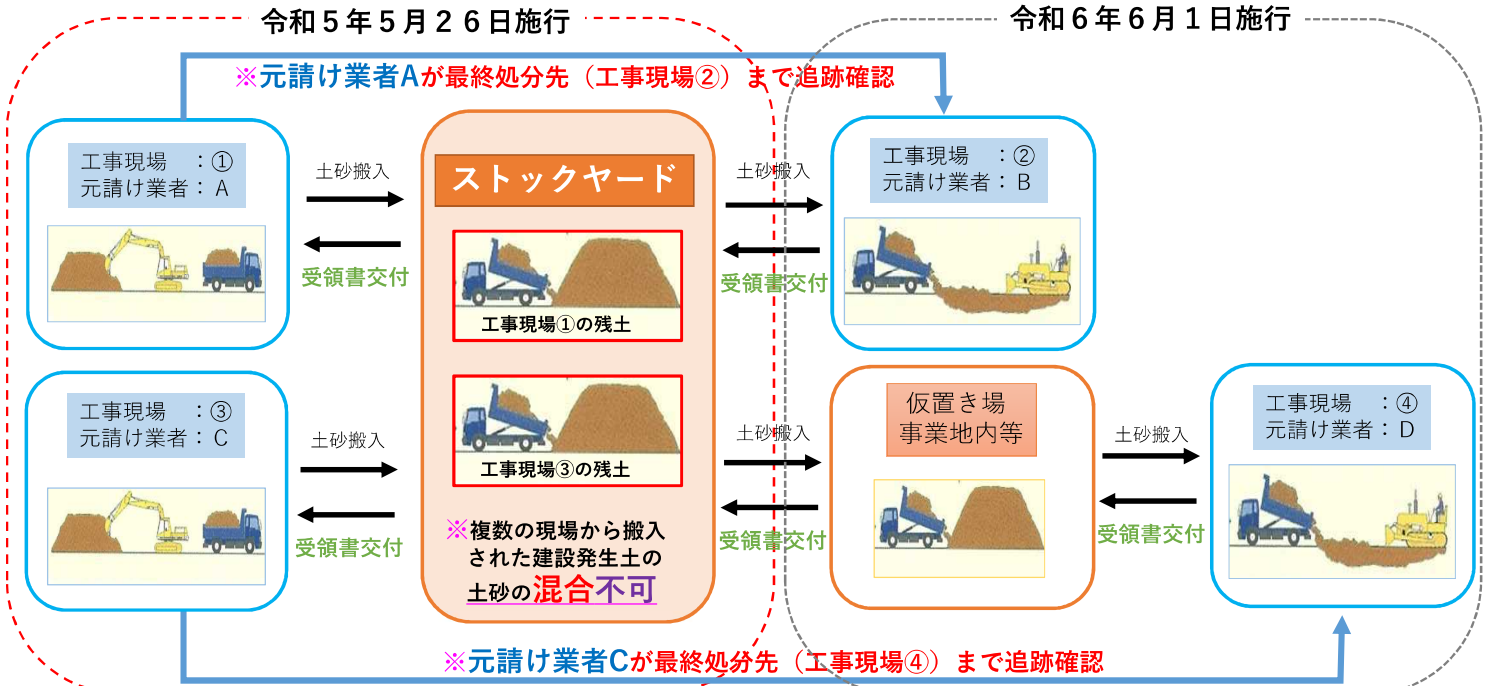 令和５年５月２６日施行
令和６年６月１日施行
※元請け業者Aが最終処分先（工事現場②）まで追跡確認
工事現場　：①
元請け業者：Ａ
土砂搬入
受領書交付
ストックヤード
工事現場①の残土
土砂搬入
受領書交付
工事現場　：②
元請け業者：Ｂ
工事現場　：③
元請け業者：Ｃ
土砂搬入
受領書交付
工事現場③の残土
※複数の現場から搬入
された建設発生土の
土砂の混合不可
土砂搬入
受領書交付
仮置き場
事業地内等
土砂搬入
受領書交付
工事現場　：④
元請け業者：Ｄ
※元請け業者Cが最終処分先（工事現場④）まで追跡確認